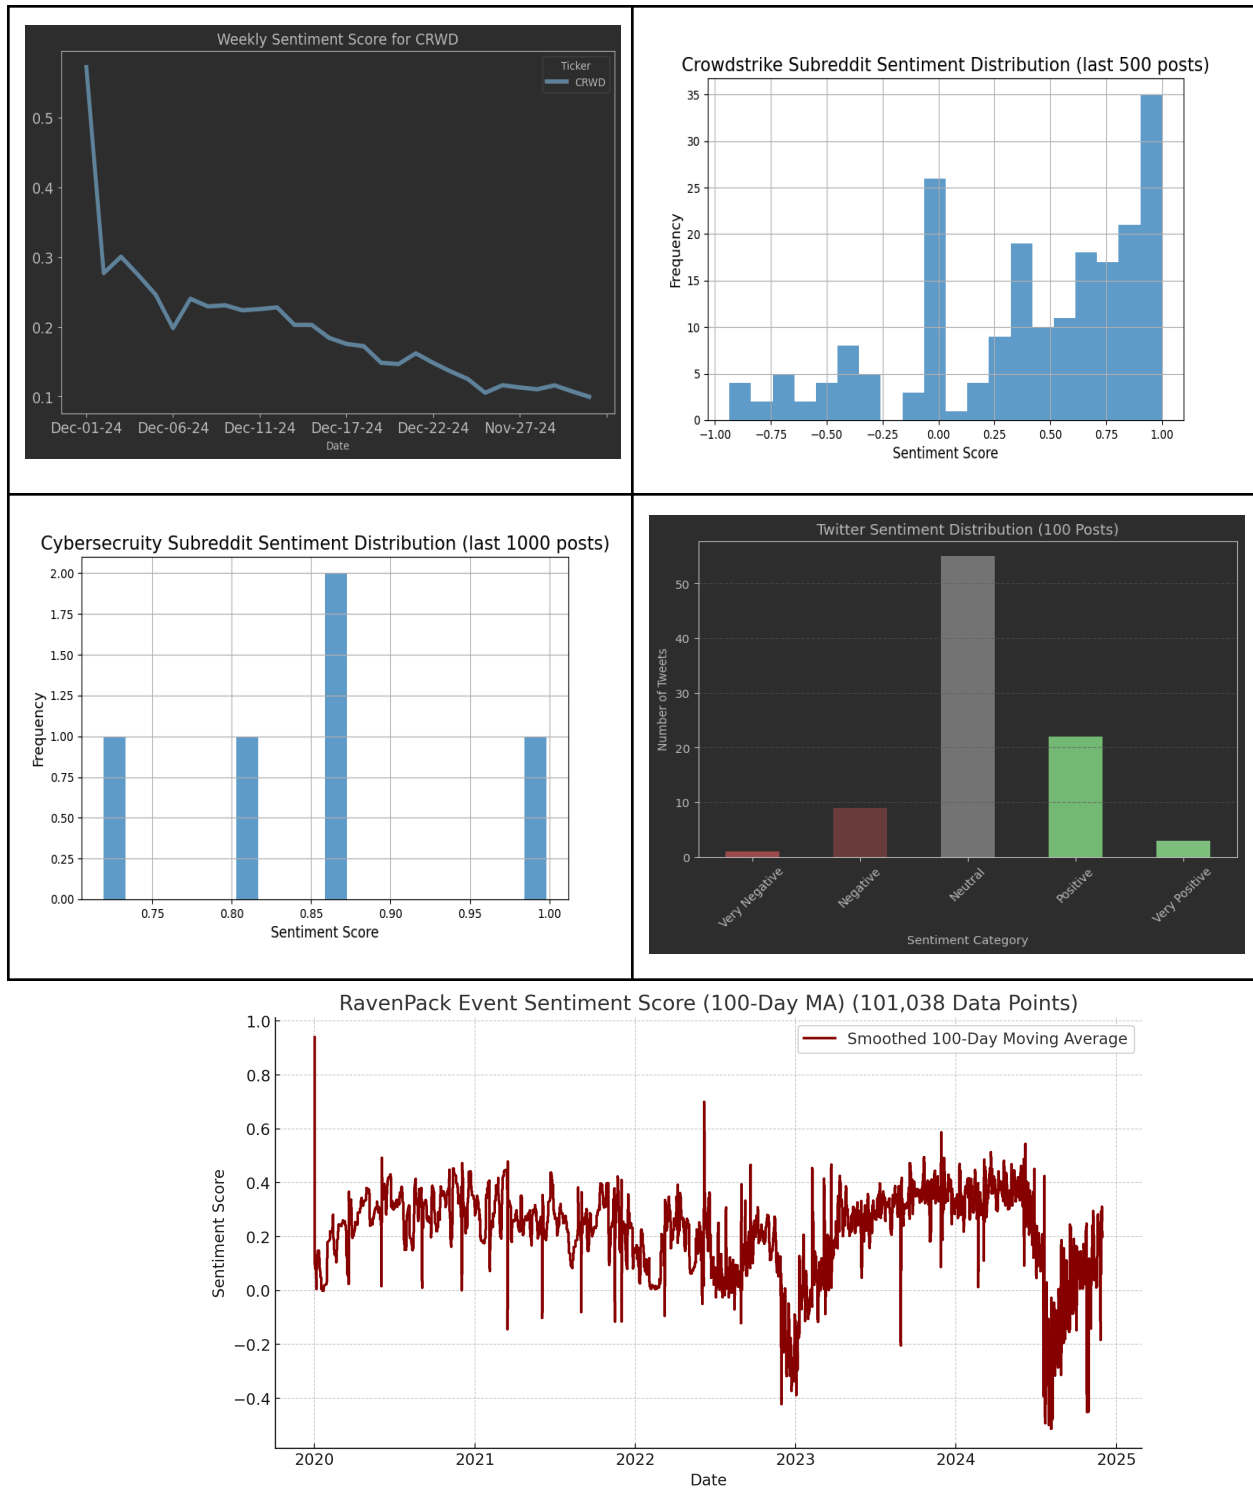 Weekly Sentiment Score for CRWD
Ticker
CRWD
0.5
0.4
0.3
0.2
0.1
Dec-01-24 Dec-06-24 Dec-11-24 Dec-17-24 Dec-22-24 Nov-27-24
Date
Crowdstrike Subreddit Sentiment Distribution (last 500 posts)
Frequency
35
30
25
20
15
10
5
0
−1.00 −0.75 −0.50 −0.25 0.00 0.25 0.50 0.75 1.00
Sentiment Score
Cybersecruity Subreddit Sentiment Distribution (last 1000 posts)
Frequency
2.00
1.75
1.50
1.25
1.00
0.75
0.50
0.25
0.00
0.75 0.80 0.85 0.90 0.95 1.00
Sentiment Score
Twitter Sentiment Distribution (100 Posts)
Number of Tweets
50
40
30
20
10
0
Very Negative Negative Neutral Positive Very Positive
Sentiment Category
RavenPack Event Sentiment Score (100-Day MA) (101,038 Data Points)
Smoothed 100-Day Moving Average
Sentiment Score
1.0
0.8
0.6
0.4
0.2
0.0
−0.2
−0.4
2020 2021 2022 2023 2024 2025
Date